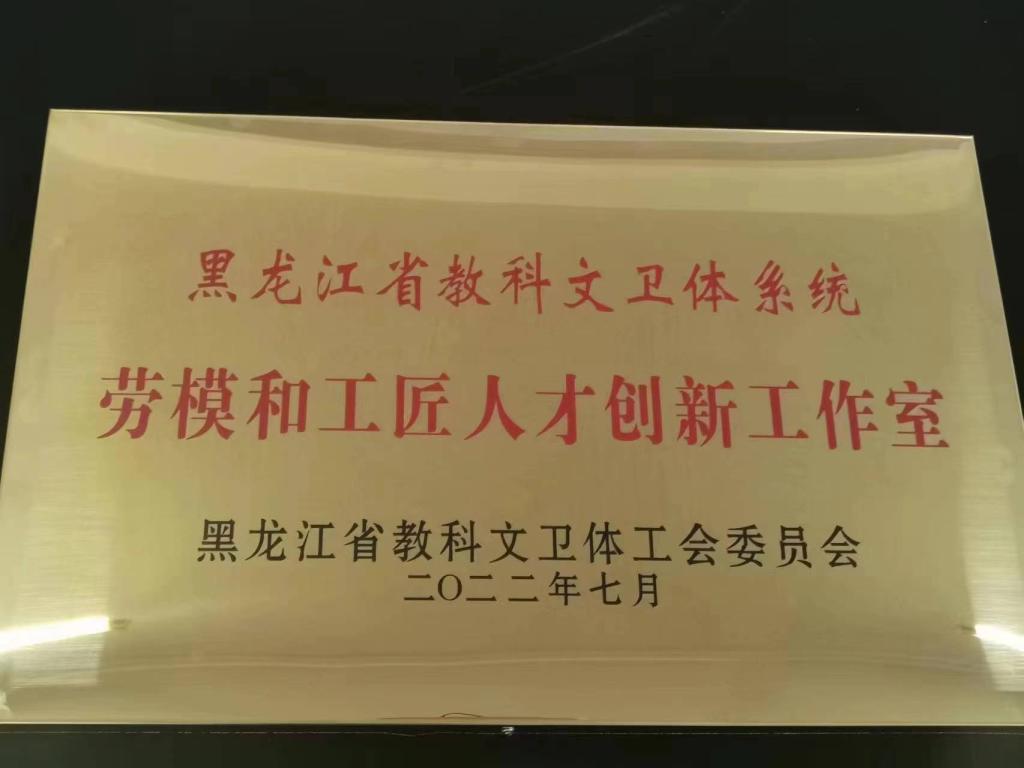 黑龙江省教科文卫体系统
劳模和工匠人才创新工作室
黑龙江省教科文卫体工会委员会
二〇二二年七月